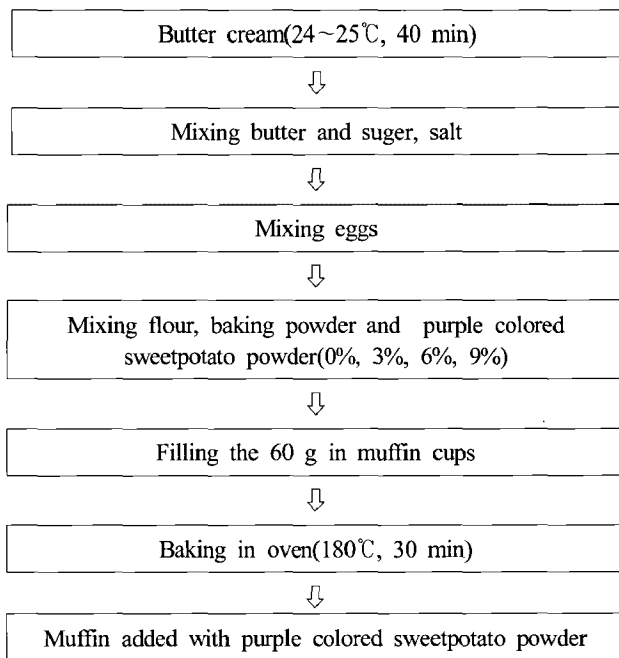 Butter cream(24~25℃, 40 min)
⇩
Mixing butter and suger, salt
⇩
Mixing eggs
⇩
Mixing flour, baking powder and purple colored
sweetpotato powder(0%, 3%, 6%, 9%)
⇩
Filling the 60 g in muffin cups
⇩
Baking in oven(180℃, 30 min)
⇩
Muffin added with purple colored sweetpotato powder